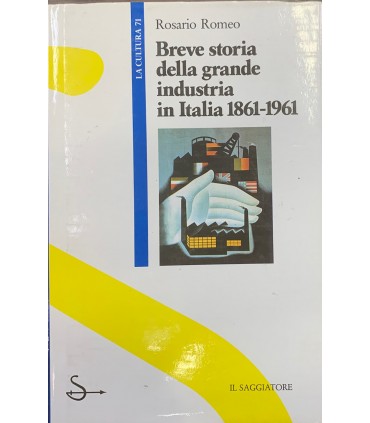 Rosario Romeo
LA CULTURA 71
Breve storia
della grande
industria
in Italia 1861-1961
IL SAGGIATORE